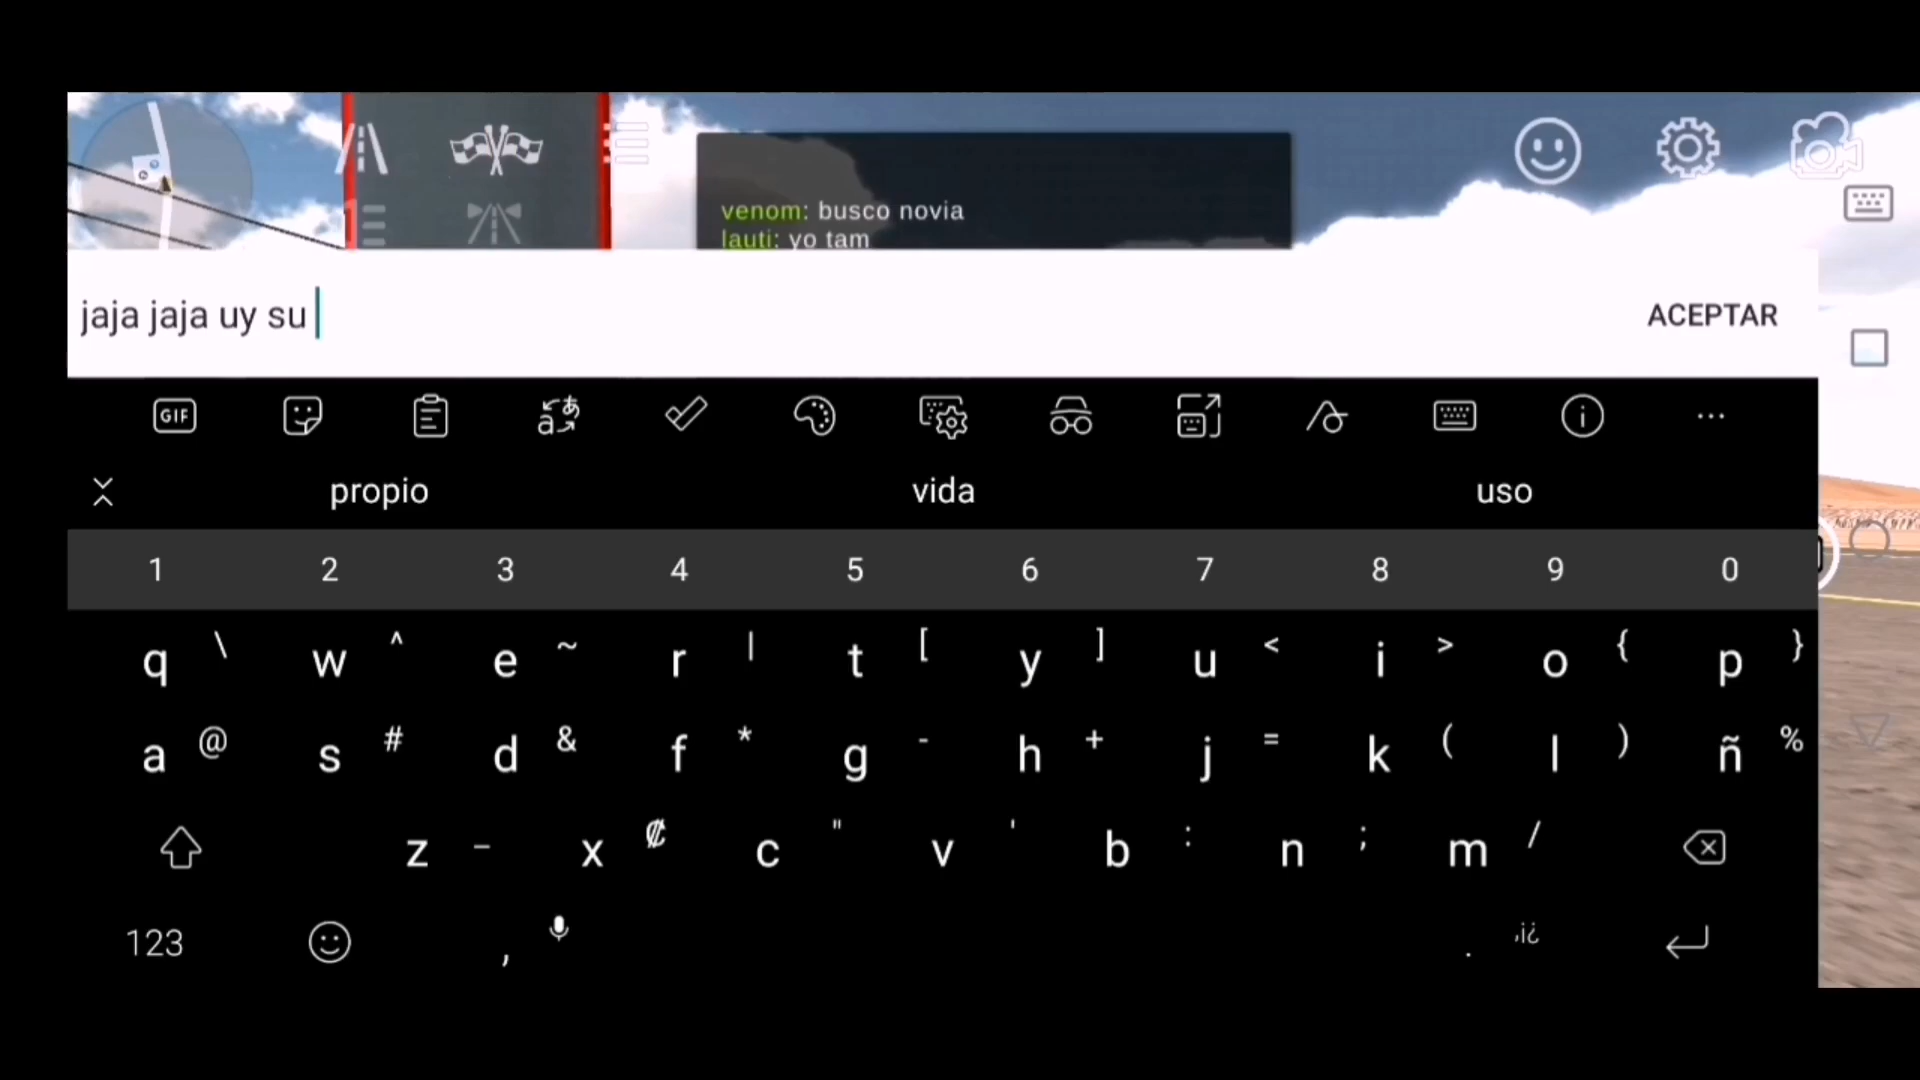 venom: busco novia
lauti: yo tam
jaja jaja uy su
ACEPTAR
GIF
propio vida uso
1 2 3 4 5 6 7 8 9 0
q \ w ^ e ~ r | t [ y ] u < i > o { p }
a @ s # d & f * g - h + j = k ( l ) ñ %
z _ x ₡ c " v ' b : n ; m /
123 , . ,¡¿